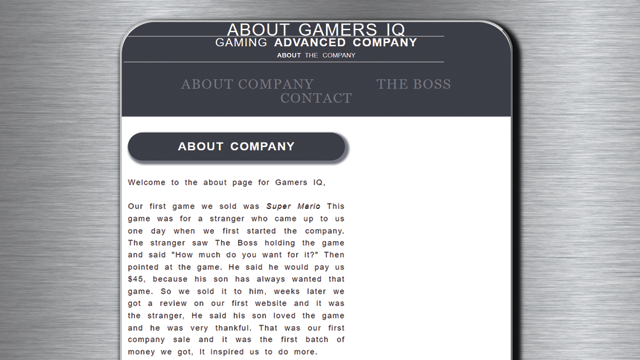 ABOUT GAMERS IQ
GAMING ADVANCED COMPANY
ABOUT THE COMPANY
ABOUT COMPANY THE BOSS
CONTACT
ABOUT COMPANY
Welcome to the about page for Gamers IQ,
Our first game we sold was Super Mario This
game was for a stranger who came up to us
one day when we first started the company.
The stranger saw The Boss holding the game
and said "How much do you want for it?" Then
pointed at the game. He said he would pay us
$45, because his son has always wanted that
game. So we sold it to him, weeks later we
got a review on our first website and it was
the stranger, He said his son loved the game
and he was very thankful. That was our first
company sale and it was the first batch of
money we got, It inspired us to do more.